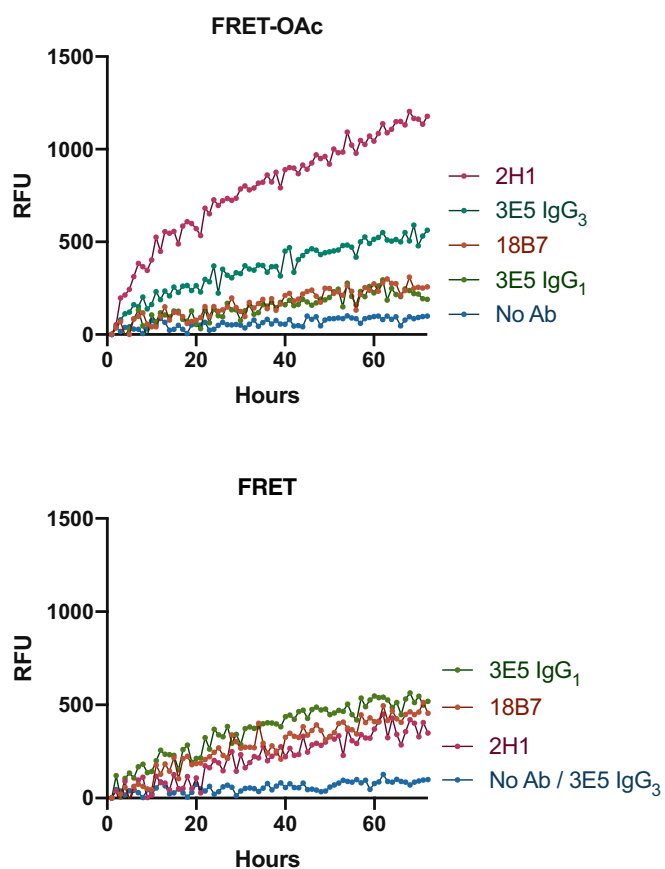 FRET-OAc
1500
1000
500
0
RFU
0 20 40 60
Hours
2H1
3E5 IgG₃
18B7
3E5 IgG₁
No Ab
FRET
1500
1000
500
0
RFU
0 20 40 60
Hours
3E5 IgG₁
18B7
2H1
No Ab / 3E5 IgG₃